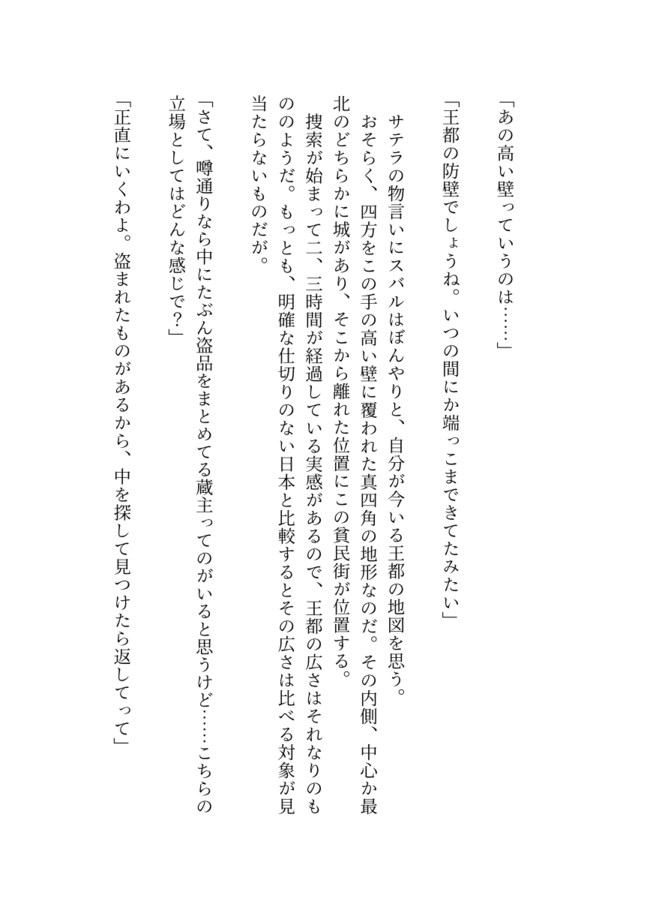 「あの高い壁っていうのは……」
「王都の防壁でしょうね。いつの間にか端っこまできてたみたい」
サテラの物言いにスバルはぼんやりと、自分が今いる王都の地図を思う。
おそらく、四方をこの手の高い壁に覆われた真四角の地形なのだ。その内側、中心か最
北のどちらかに城があり、そこから離れた位置にこの貧民街が位置する。
捜索が始まって二、三時間が経過している実感があるので、王都の広さはそれなりのも
ののようだ。もっとも、明確な仕切りのない日本と比較するとその広さは比べる対象が見
当たらないものだが。
「さて、噂通りなら中にたぶん盗品をまとめてる蔵主ってのがいると思うけど……こちらの
立場としてはどんな感じで？」
「正直にいくわよ。盗まれたものがあるから、中を探して見つけたら返してって」